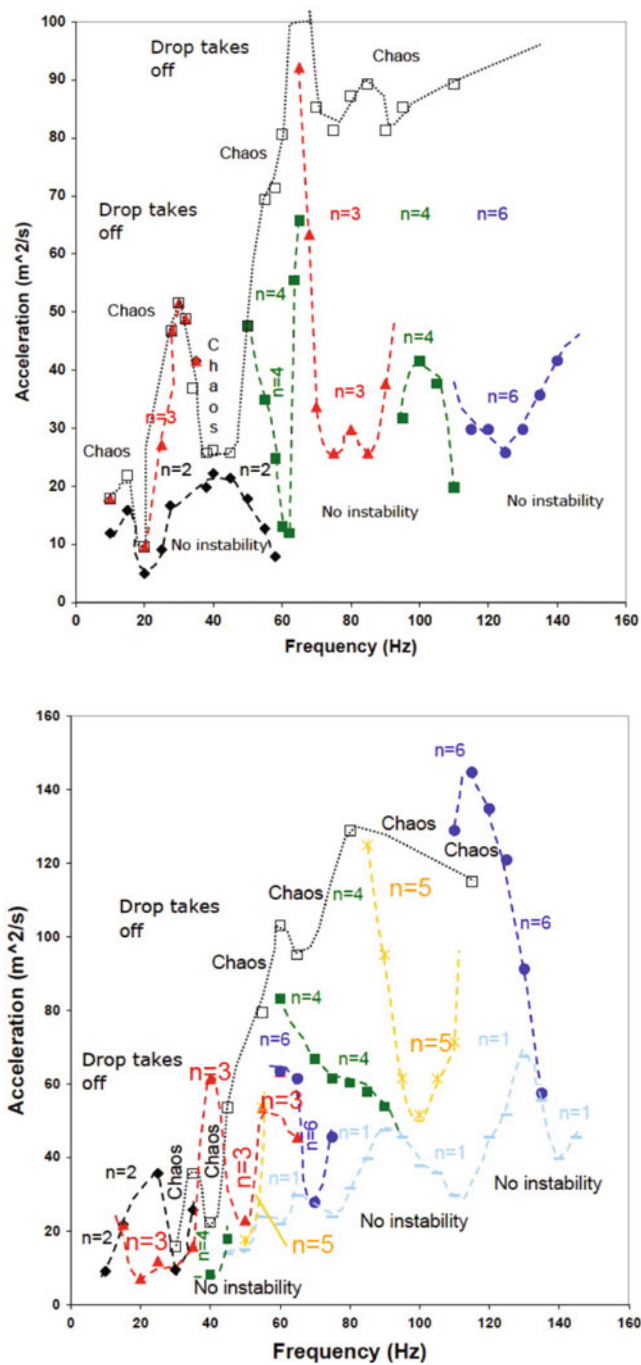 100
90
80
70
60
50
40
30
20
10
0
Acceleration (m^2/s)
Drop takes
off
Chaos
Chaos
Drop takes
off
n=3
n=4
n=6
Chaos
n=4
n=4
Chaos
n=3
n=4
n=3
n=6
Chaos
n=2
n=2
No instability
No instability
No instability
0
20
40
60
80
100
120
140
160
Frequency (Hz)
160
140
120
100
80
60
40
20
0
Acceleration (m^2/s)
n=6
Chaos
Chaos
n=5
n=4
Chaos
Drop takes
off
n=6
Chaos
n=4
n=6
n=4
n=5
Drop takes
off
n=3
n=3
n=1
n=1
n=1
n=6
n=1
Chaos
Chaos
n=3
n=2
n=2
n=3
n=4
n=5
No instability
No instability
No instability
0
20
40
60
80
100
120
140
160
Frequency (Hz)